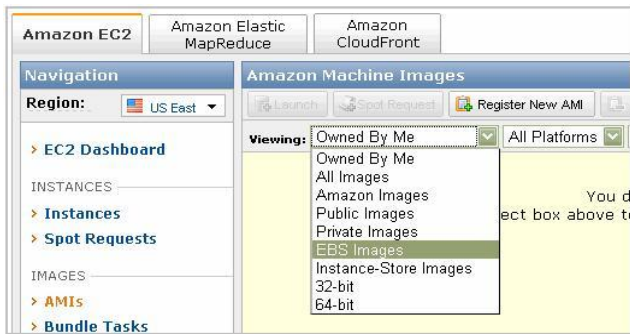 Amazon EC2
Amazon Elastic
MapReduce
Amazon
CloudFront
Navigation
Region:
US East
> EC2 Dashboard
INSTANCES
> Instances
> Spot Requests
IMAGES
> AMIs
> Bundle Tasks
Amazon Machine Images
Launch
Spot Request
Register New AMI
Viewing:
Owned By Me
All Platforms
Owned By Me
All Images
Amazon Images
Public Images
Private Images
EBS Images
Instance-Store Images
32-bit
64-bit
You d
ect box above to